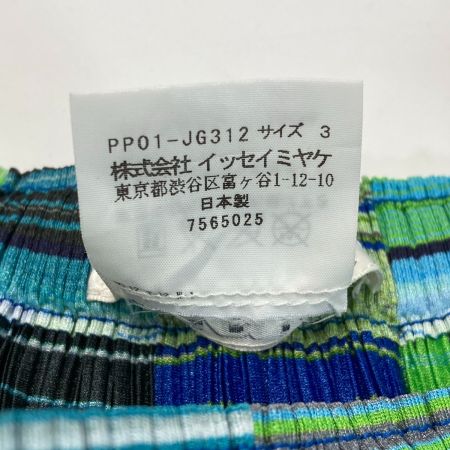 PP01-JG312 サイズ 3
株式会社 イッセイミヤケ
東京都渋谷区富ヶ谷1-12-10
日本製
7565025